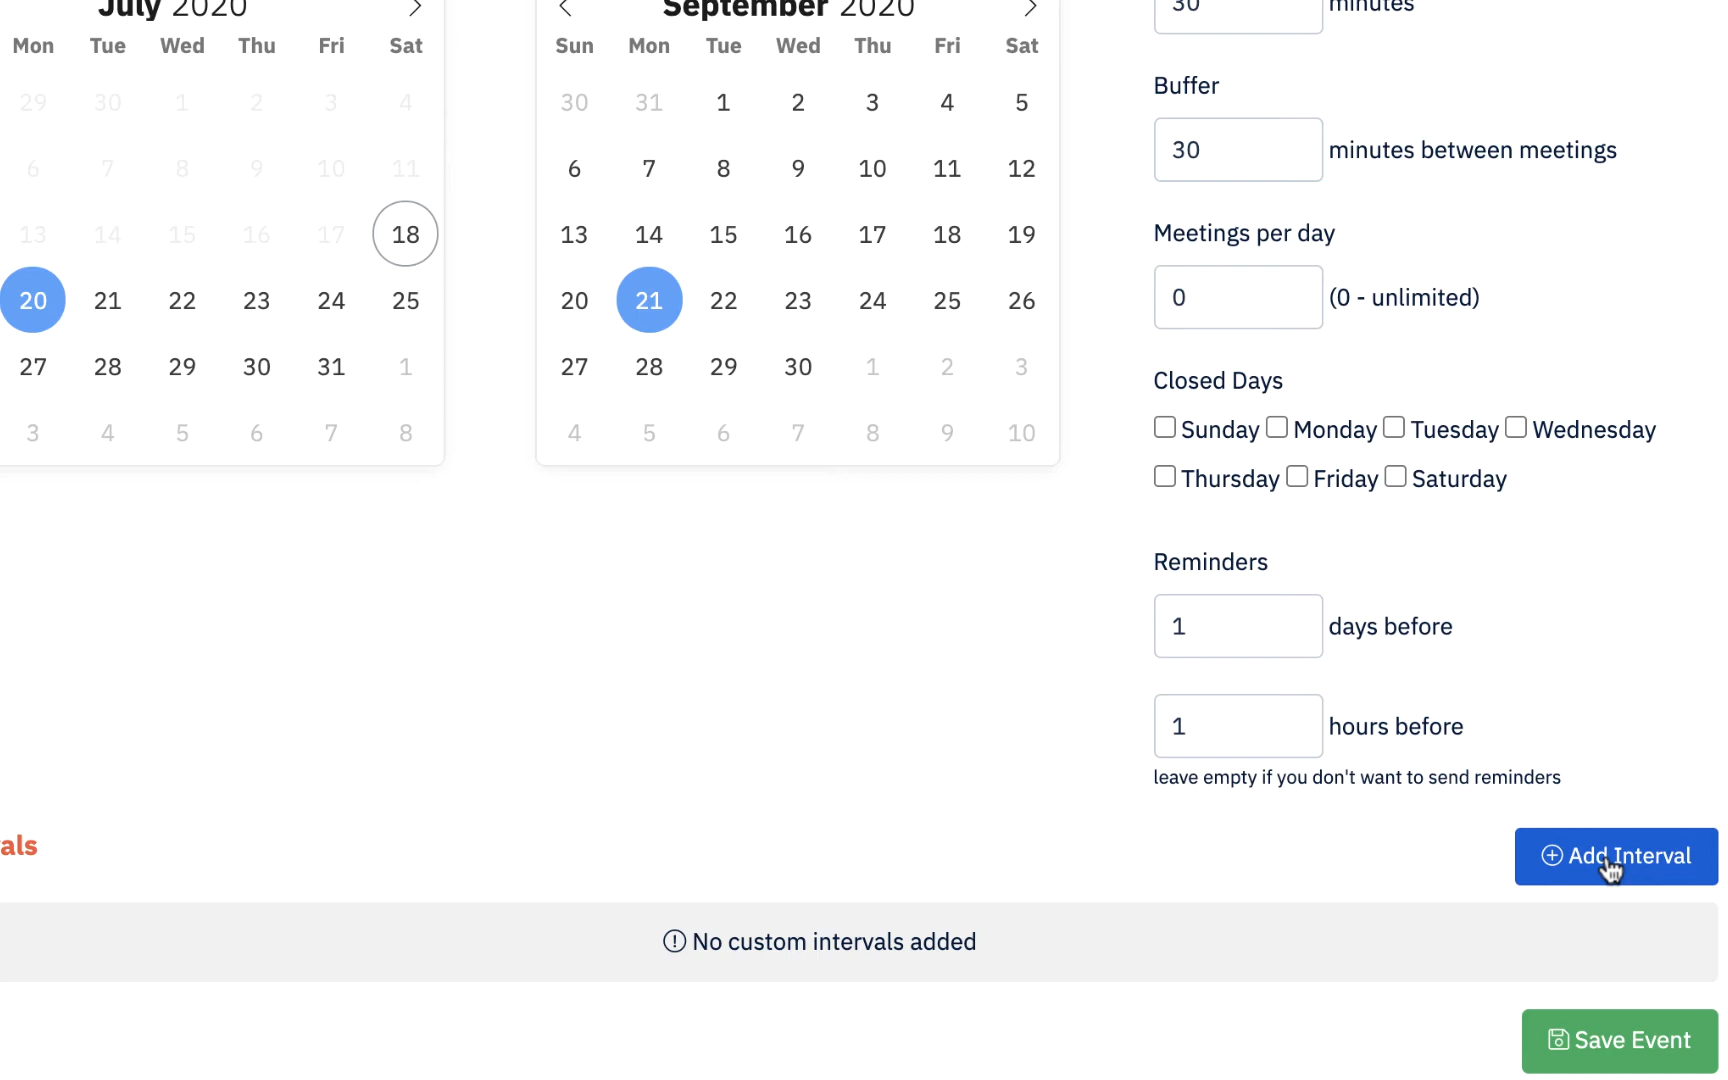 July 2020
Mon Tue Wed Thu Fri Sat
29 30 1 2 3 4
6 7 8 9 10 11
13 14 15 16 17 18
20 21 22 23 24 25
27 28 29 30 31 1
3 4 5 6 7 8
September 2020
Sun Mon Tue Wed Thu Fri Sat
30 31 1 2 3 4 5
6 7 8 9 10 11 12
13 14 15 16 17 18 19
20 21 22 23 24 25 26
27 28 29 30 1 2 3
4 5 6 7 8 9 10
30 minutes
Buffer
30 minutes between meetings
Meetings per day
0 (0 - unlimited)
Closed Days
Sunday Monday Tuesday Wednesday
Thursday Friday Saturday
Reminders
1 days before
1 hours before
leave empty if you don't want to send reminders
als
Add Interval
No custom intervals added
Save Event